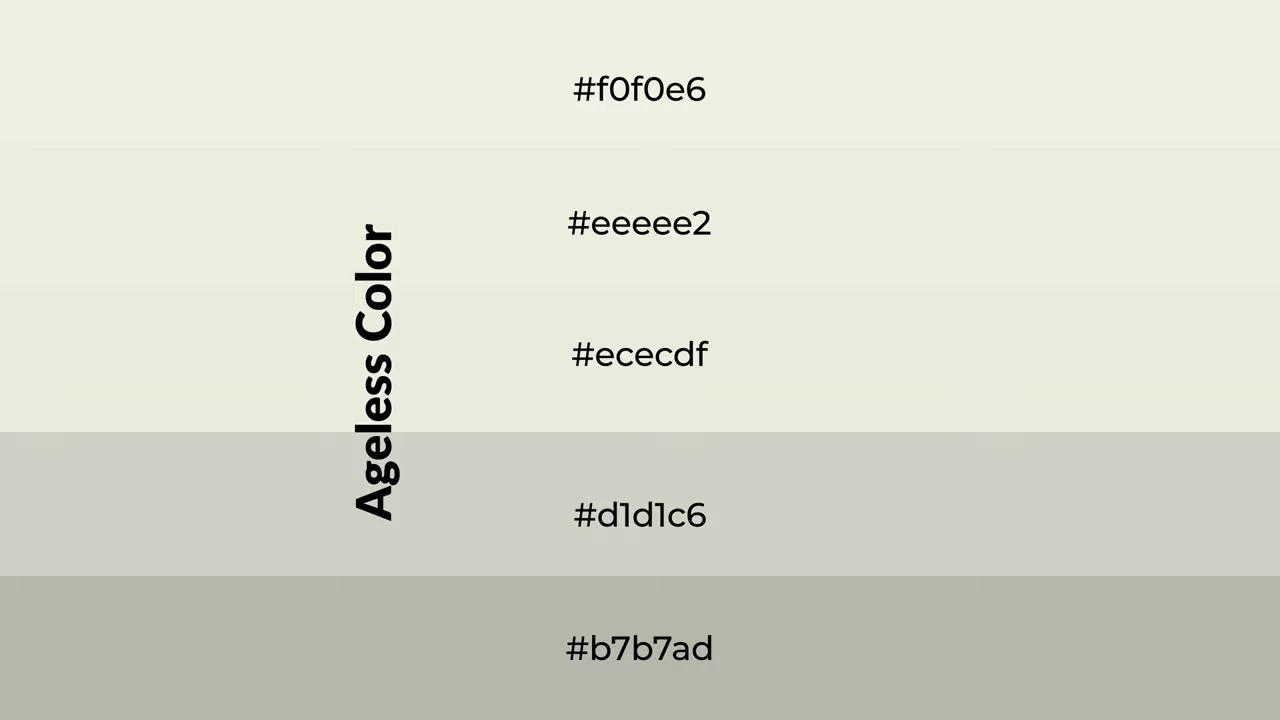 #f0f0e6
#eeeee2
Ageless Color
#ececdf
#d1d1c6
#b7b7ad